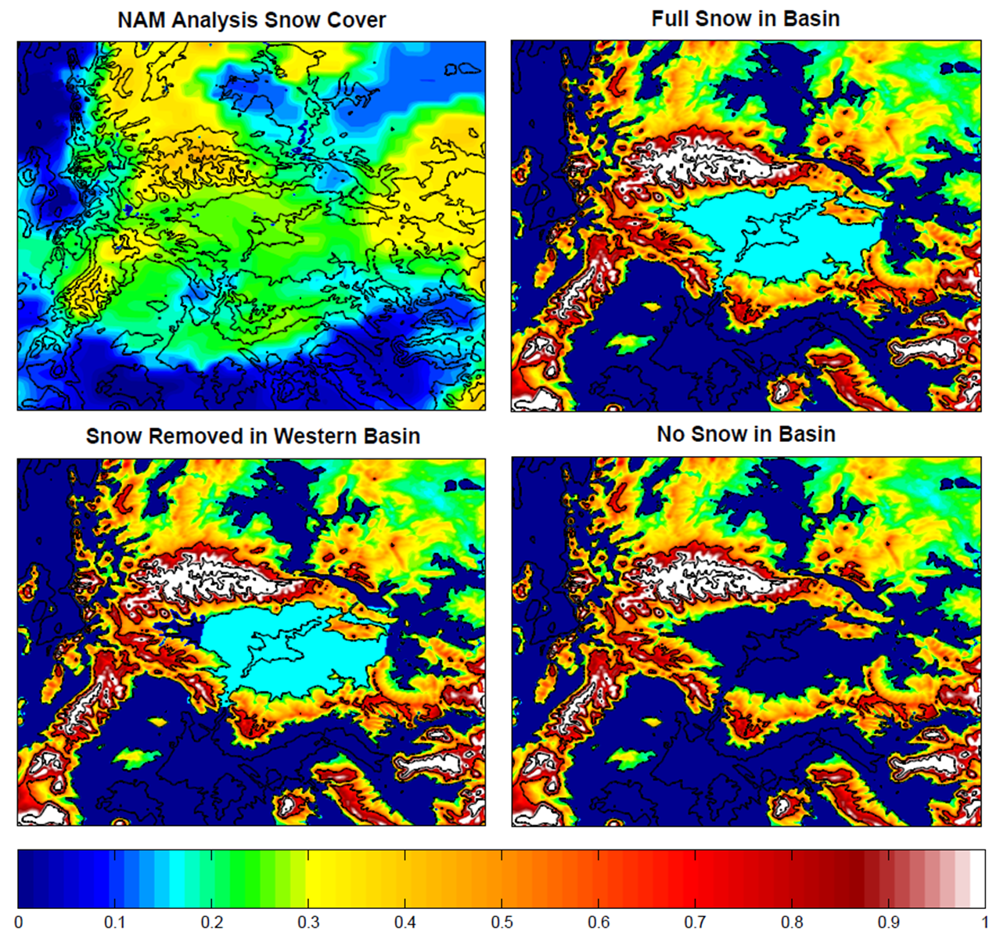 NAM Analysis Snow Cover
Full Snow in Basin
Snow Removed in Western Basin
No Snow in Basin
0 0.1 0.2 0.3 0.4 0.5 0.6 0.7 0.8 0.9 1